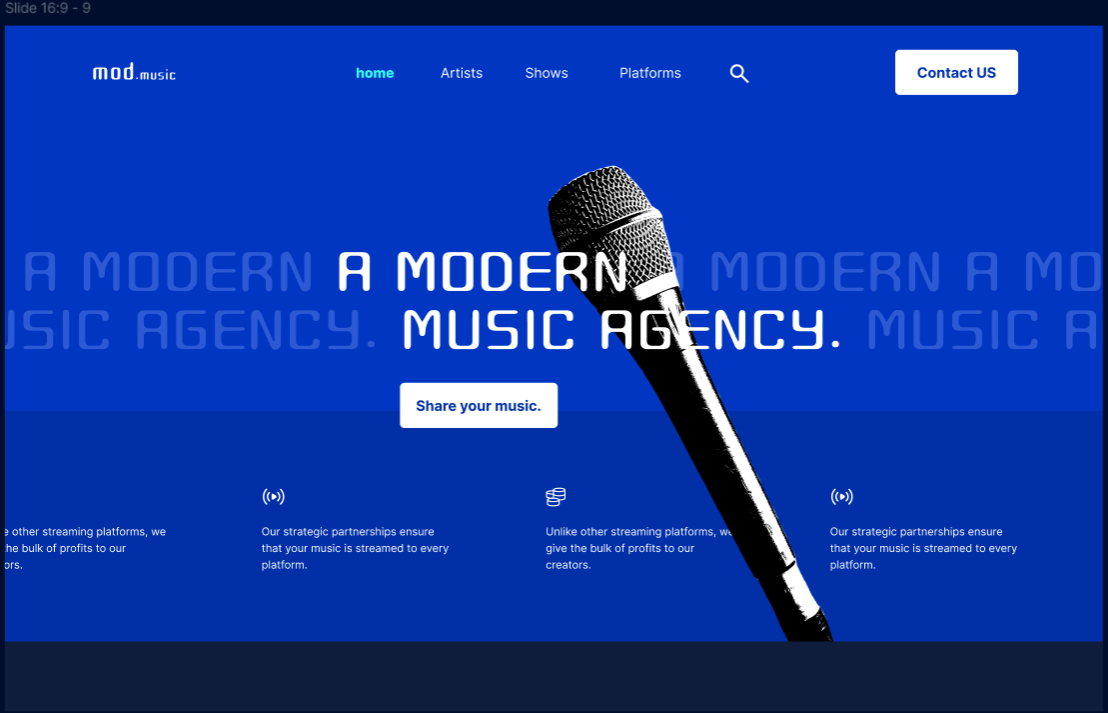 Slide 16:9 - 9
mod.music
home
Artists
Shows
Platforms
Contact US
A MODERN A MODERN A MODERN A MO
USIC AGENCY. MUSIC AGENCY. MUSIC A
Share your music.
e other streaming platforms, we
the bulk of profits to our
ors.
Our strategic partnerships ensure
that your music is streamed to every
platform.
Unlike other streaming platforms, we
give the bulk of profits to our
creators.
Our strategic partnerships ensure
that your music is streamed to every
platform.